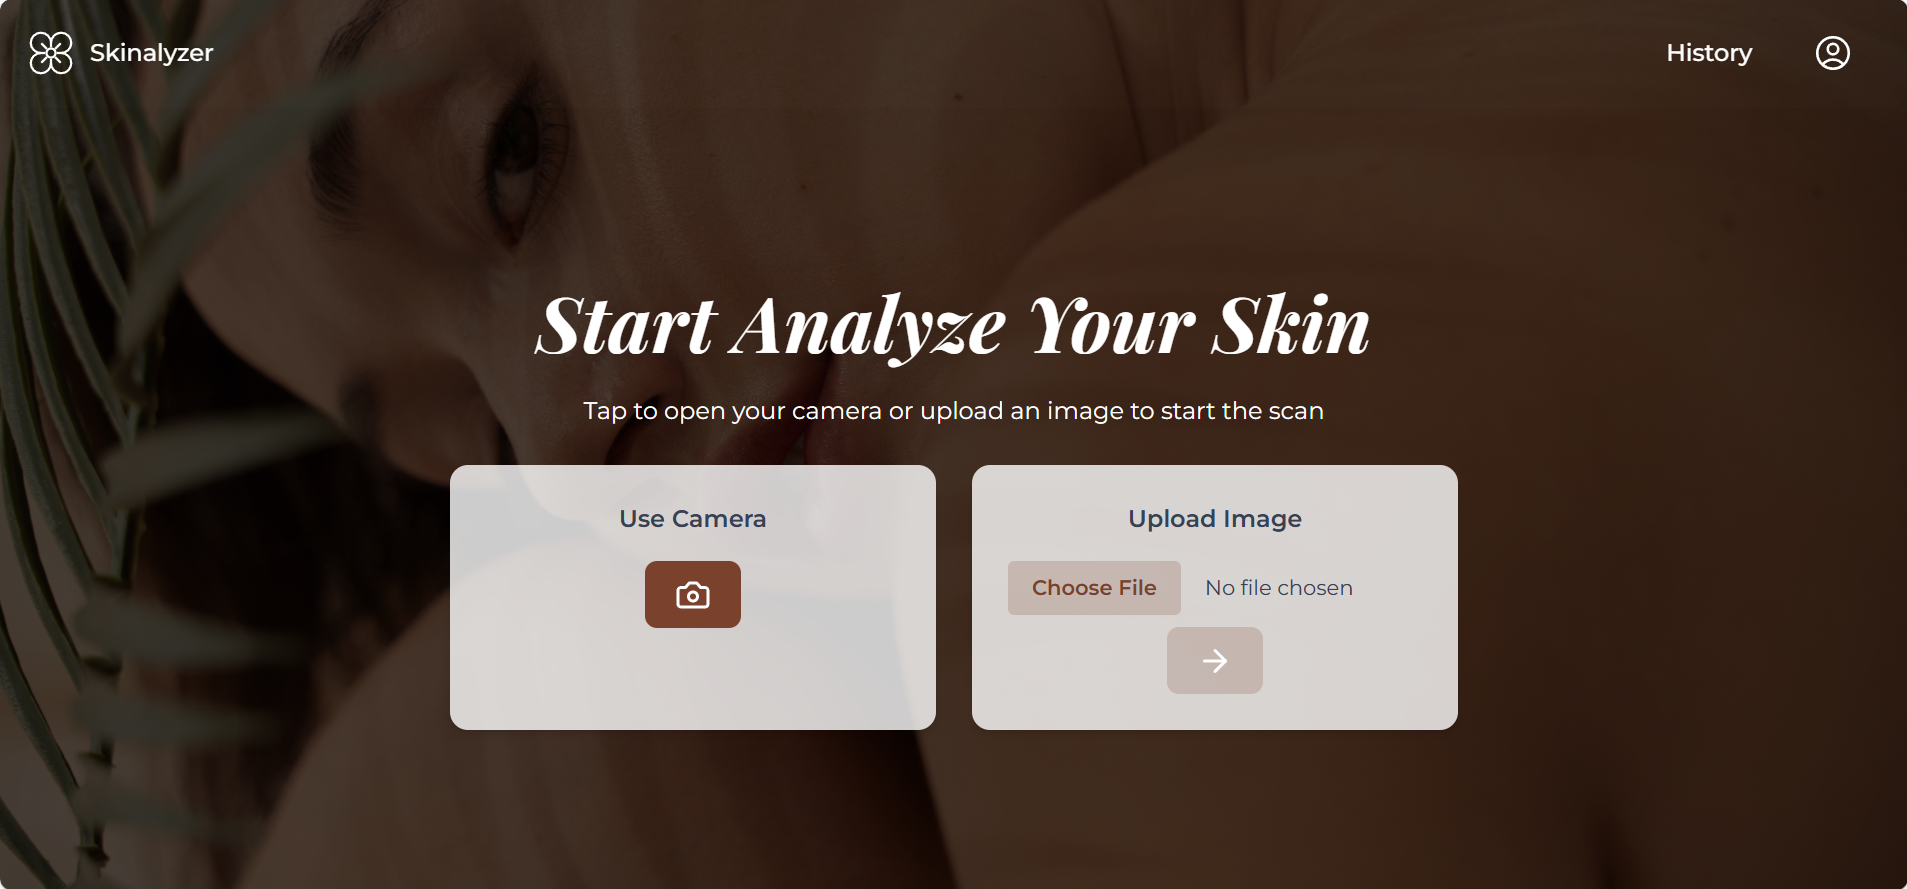 Skinalyzer
History
Start Analyze Your Skin
Tap to open your camera or upload an image to start the scan
Use Camera
Upload Image
Choose File No file chosen